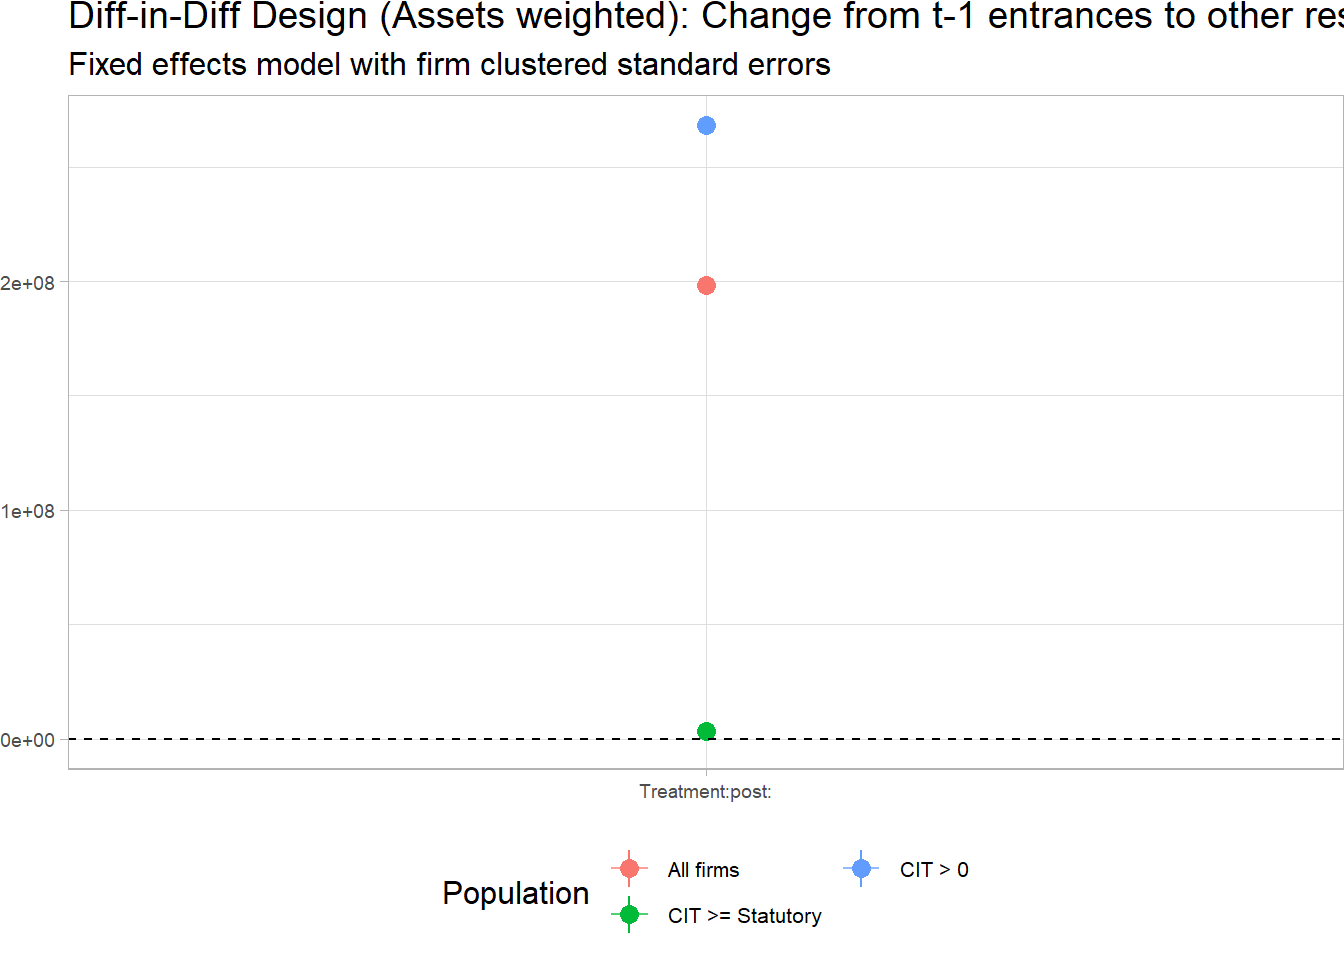 Diff-in-Diff Design (Assets weighted): Change from t-1 entrances to other
Fixed effects model with firm clustered standard errors
2e+08
1e+08
0e+00
Treatment:post:
Population
All firms
CIT > 0
CIT >= Statutory